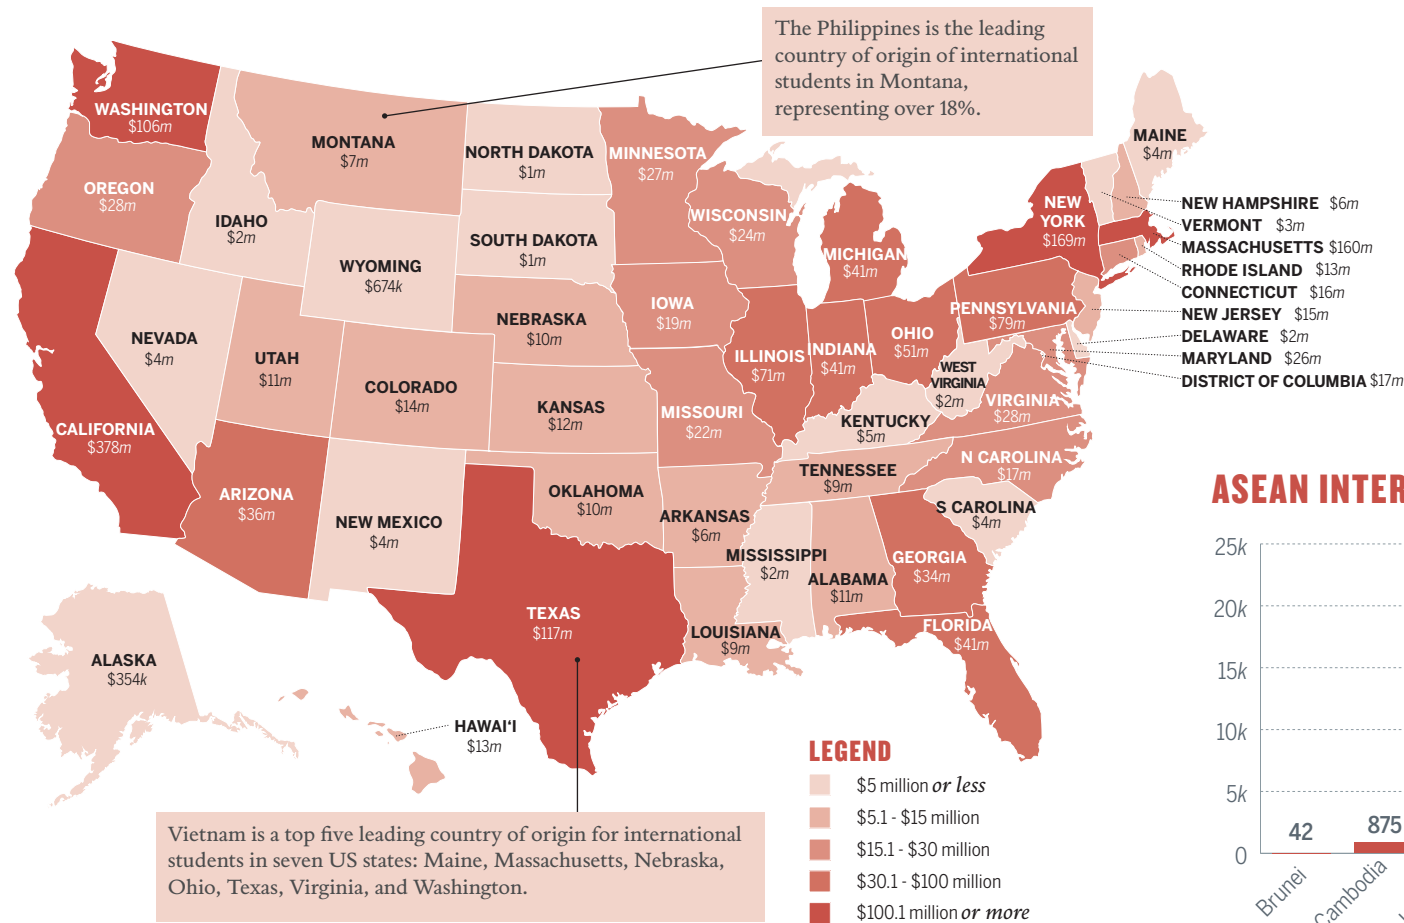 The Philippines is the leading
country of origin of international
students in Montana,
representing over 18%.
WASHINGTON
$106m
OREGON
$28m
CALIFORNIA
$378m
IDAHO
$2m
NEVADA
$4m
MONTANA
$7m
WYOMING
$674k
UTAH
$11m
ARIZONA
$36m
COLORADO
$14m
NEW MEXICO
$4m
NORTH DAKOTA
$1m
SOUTH DAKOTA
$1m
NEBRASKA
$10m
KANSAS
$12m
OKLAHOMA
$10m
TEXAS
$117m
MINNESOTA
$27m
IOWA
$19m
MISSOURI
$22m
ARKANSAS
$6m
LOUISIANA
$9m
WISCONSIN
$24m
ILLINOIS
$71m
MICHIGAN
$41m
INDIANA
$41m
OHIO
$51m
KENTUCKY
$5m
TENNESSEE
$9m
MISSISSIPPI
$2m
ALABAMA
$11m
GEORGIA
$34m
FLORIDA
$41m
S CAROLINA
$4m
N CAROLINA
$17m
VIRGINIA
$28m
WEST
VIRGINIA
$2m
PENNSYLVANIA
$79m
NEW
YORK
$169m
MAINE
$4m
NEW HAMPSHIRE $6m
VERMONT $3m
MASSACHUSETTS $160m
RHODE ISLAND $13m
CONNECTICUT $16m
NEW JERSEY $15m
DELAWARE $2m
MARYLAND $26m
DISTRICT OF COLUMBIA $17m
ALASKA
$354k
HAWAI‘I
$13m
Vietnam is a top five leading country of origin for international
students in seven US states: Maine, Massachusetts, Nebraska,
Ohio, Texas, Virginia, and Washington.
LEGEND
$5 million or less
$5.1 - $15 million
$15.1 - $30 million
$30.1 - $100 million
$100.1 million or more
ASEAN INTER
25k
20k
15k
10k
5k
0
42
875
Brunei
Cambodia